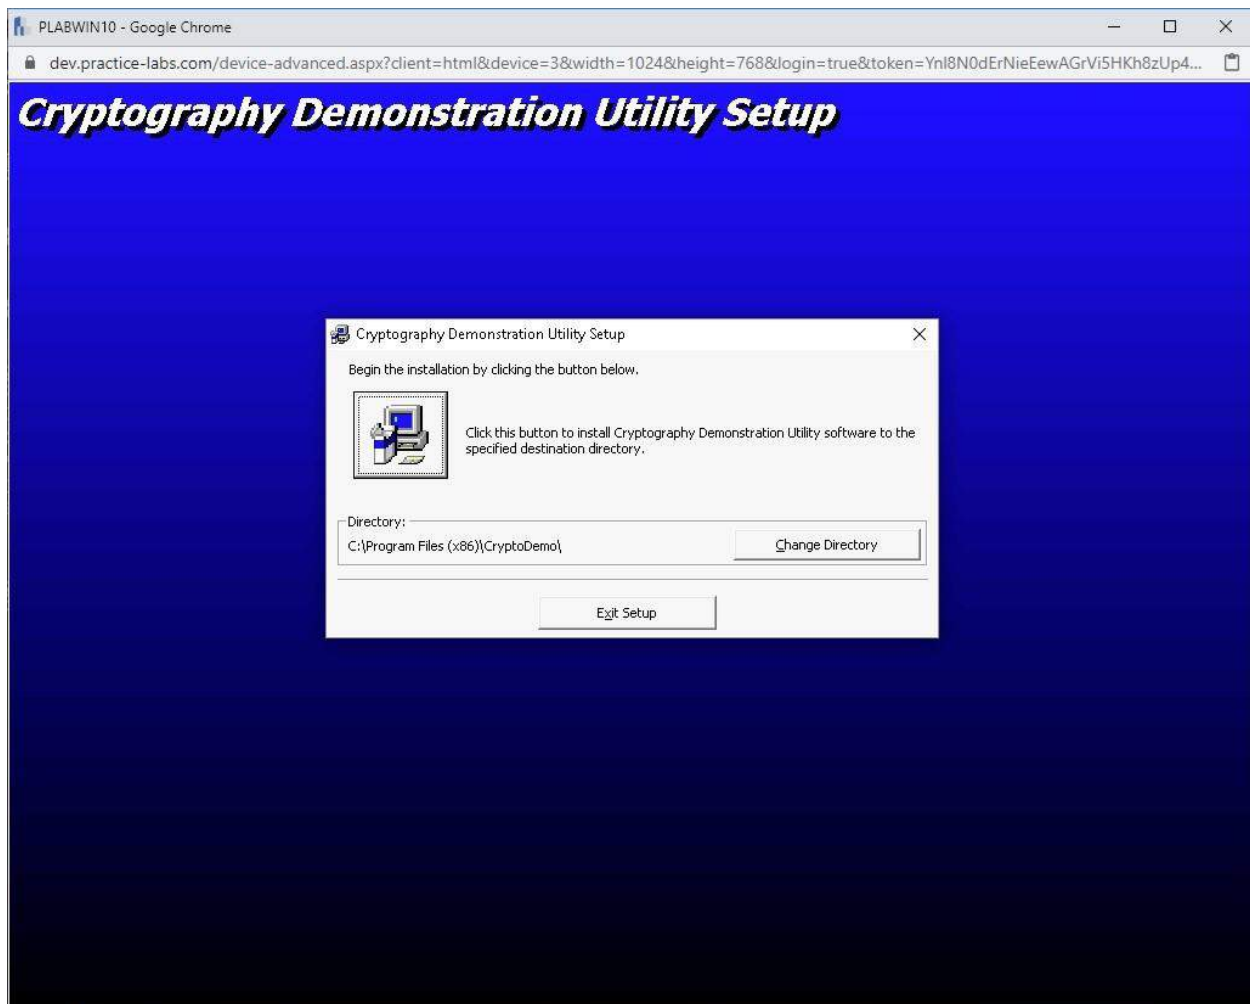 PLABWIN10 - Google Chrome
dev.practice-labs.com/device-advanced.aspx?client=html&device=3&width=1024&height=768&login=true&token=YnI8N0dErNieEewAGrVi5HKh8zUp4...
Cryptography Demonstration Utility Setup
Cryptography Demonstration Utility Setup
Begin the installation by clicking the button below.
Click this button to install Cryptography Demonstration Utility software to the
specified destination directory.
Directory:
C:\Program Files (x86)\CryptoDemo\
Change Directory
Exit Setup